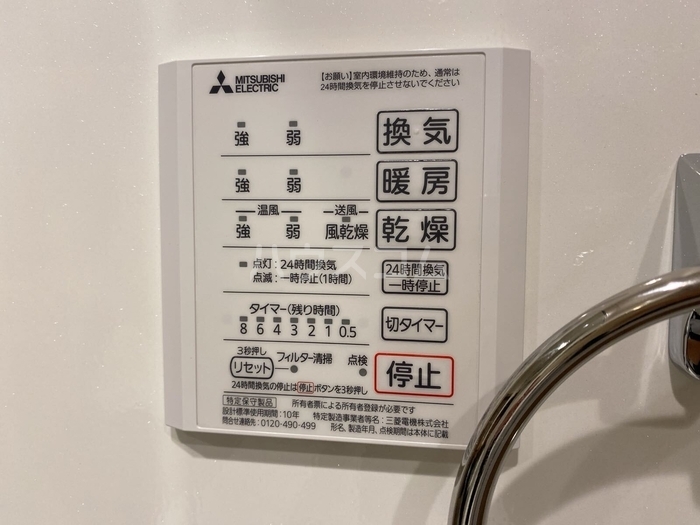 MITSUBISHI
ELECTRIC
【お願い】室内環境維持のため、通常は
24時間換気を停止させないでください
強 弱 換気
強 弱 暖房
温風 送風
強 弱 風乾燥 乾燥
点灯:24時間換気
点滅:一時停止(1時間)
24時間換気
一時停止
タイマー(残り時間)
8 6 4 3 2 1 0.5
切タイマー
3秒押し
リセット フィルター清掃 点検
停止
24時間換気の停止は停止ボタンを3秒押し
特定保守製品 所有者票による所有者登録が必要です
設計標準使用期間:10年 特定製造事業者等名:三菱電機株式会社
問合せ連絡先:0120-490-499 形名、製造年月、点検期間は本体に記載